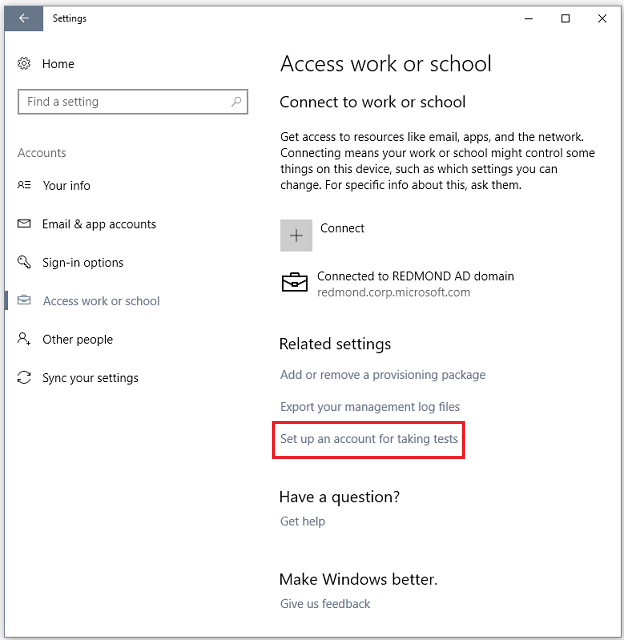 Settings
Home
Find a setting
Accounts
Your info
Email & app accounts
Sign-in options
Access work or school
Other people
Sync your settings
Access work or school
Connect to work or school
Get access to resources like email, apps, and the network.
Connecting means your work or school might control some
things on this device, such as which settings you can
change. For specific info about this, ask them.
Connect
Connected to REDMOND AD domain
redmond.corp.microsoft.com
Related settings
Add or remove a provisioning package
Export your management log files
Set up an account for taking tests
Have a question?
Get help
Make Windows better.
Give us feedback